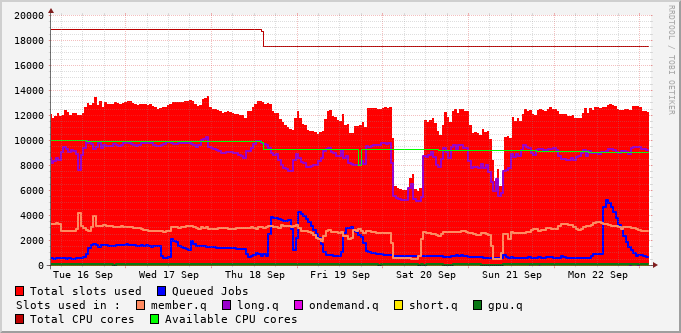 20000
18000
16000
14000
12000
10000
8000
6000
4000
2000
0
Tue 16 Sep Wed 17 Sep Thu 18 Sep Fri 19 Sep Sat 20 Sep Sun 21 Sep Mon 22 Sep
RRDTOOL / TOBI OETIKER
Total slots used Queued Jobs
Slots used in : member.q long.q ondemand.q short.q gpu.q
Total CPU cores Available CPU cores